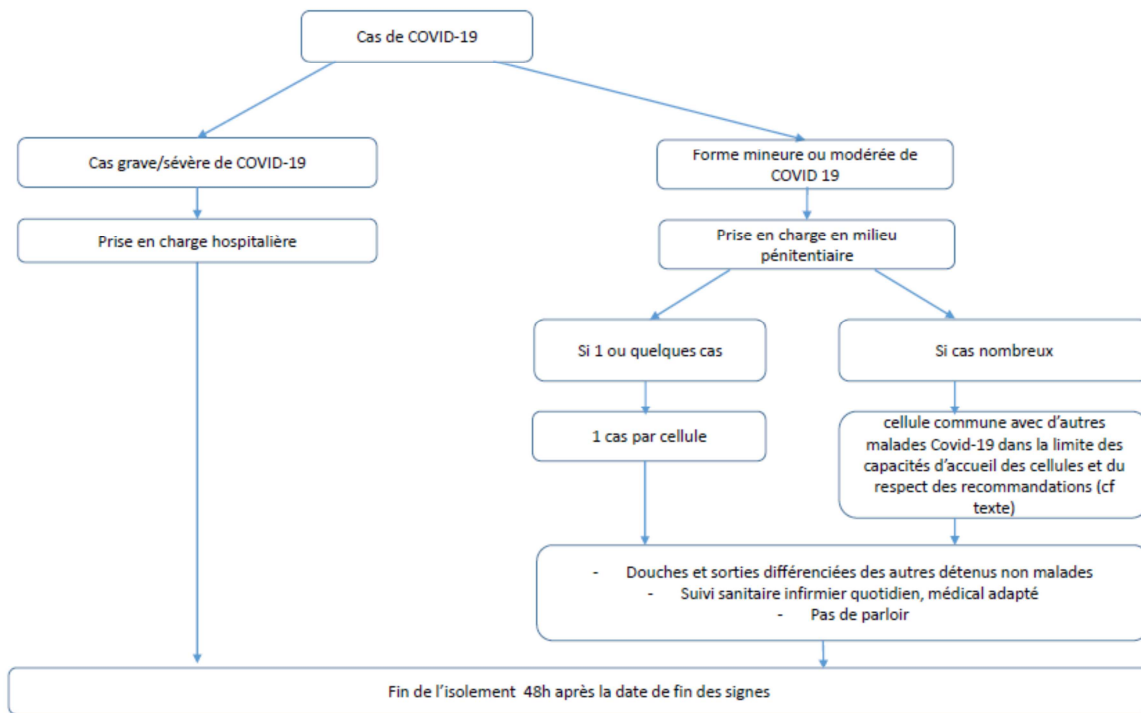 Cas de COVID-19
Cas grave/sévère de COVID-19
Forme mineure ou modérée de
COVID 19
Prise en charge hospitalière
Prise en charge en milieu
pénitentiaire
Si 1 ou quelques cas
Si cas nombreux
1 cas par cellule
cellule commune avec d'autres
malades Covid-19 dans la limite des
capacités d'accueil des cellules et du
respect des recommandations (cf
texte)
- Douches et sorties différenciées des autres détenus non malades
- Suivi sanitaire infirmier quotidien, médical adapté
- Pas de parloir
Fin de l'isolement 48h après la date de fin des signes